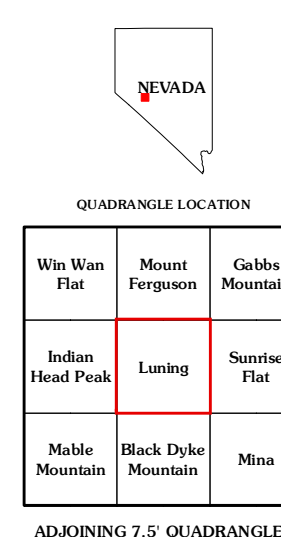 NEVADA
QUADRANGLE LOCATION
Win Wan
Flat
Mount
Ferguson
Gabbs
Mountai
Indian
Head Peak
Luning
Sunrise
Flat
Mable
Mountain
Black Dyke
Mountain
Mina
ADJOINING 7.5' QUADRANGLE